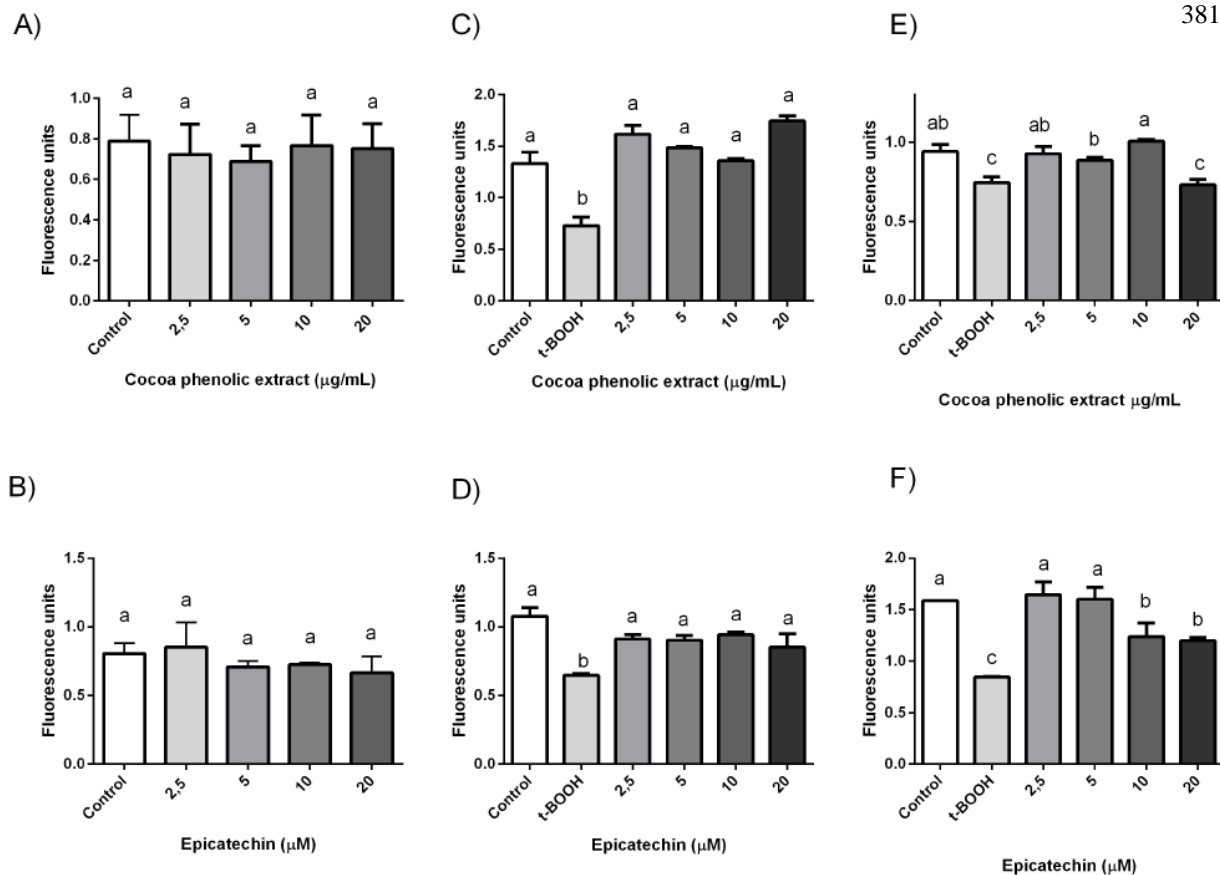 381
A)
Fluorescence units
1.0
0.8
0.6
0.4
0.2
0.0
a a a a a
Control 2,5 5 10 20
Cocoa phenolic extract (μg/mL)
C)
Fluorescence units
2.0
1.5
1.0
0.5
0.0
a b a a a a
Control t-BOOH 2,5 5 10 20
Cocoa phenolic extract (μg/mL)
E)
Fluorescence units
1.0
0.5
0.0
ab c ab b a c
Control t-BOOH 2,5 5 10 20
Cocoa phenolic extract μg/mL
B)
Fluorescence units
1.5
1.0
0.5
0.0
a a a a a
Control 2,5 5 10 20
Epicatechin (μM)
D)
Fluorescence units
1.5
1.0
0.5
0.0
a b a a a a
Control t-BOOH 2,5 5 10 20
Epicatechin (μM)
F)
Fluorescence units
2.0
1.5
1.0
0.5
0.0
a c a a b b
Control t-BOOH 2,5 5 10 20
Epicatechin (μM)